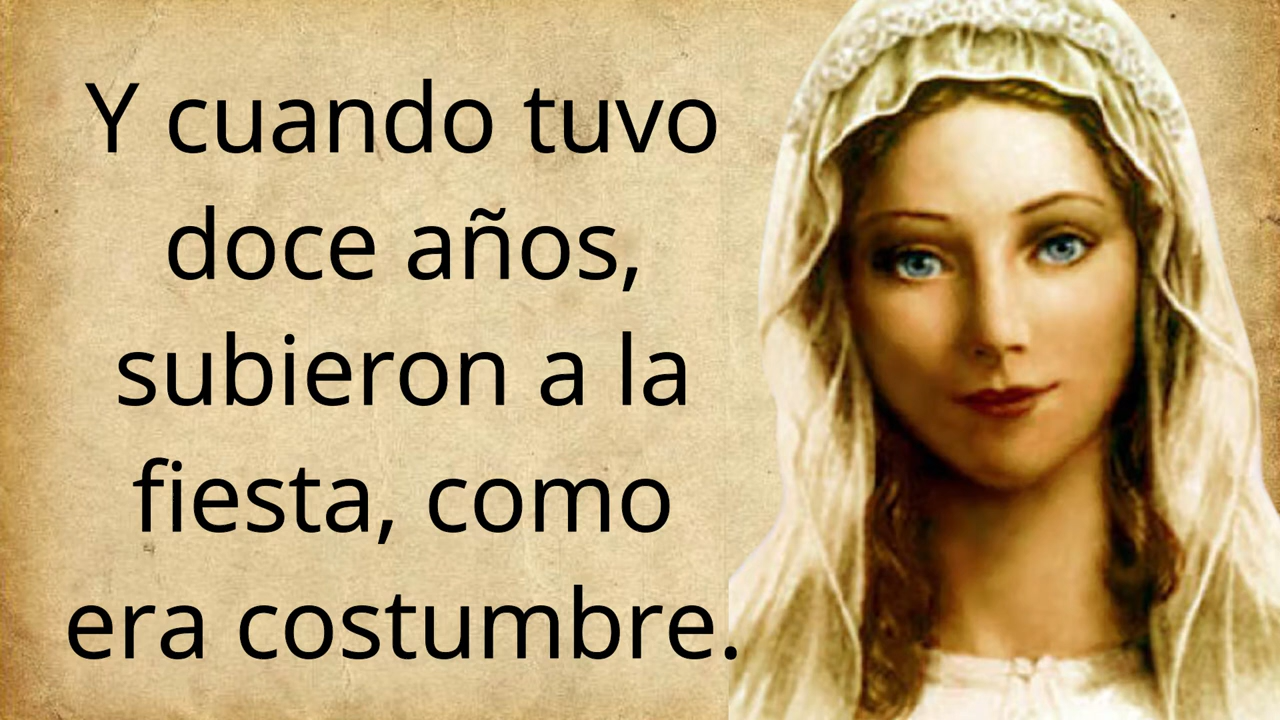 Y cuando tuvo
doce años,
subieron a la
fiesta, como
era costumbre.